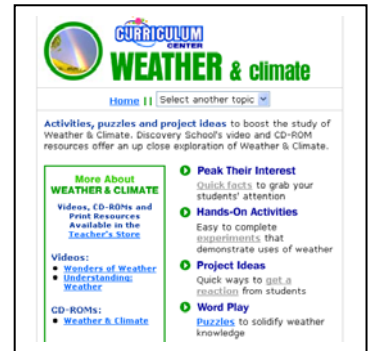 CURRICULUM
CENTER
WEATHER & climate
Home || Select another topic
Activities, puzzles and project ideas to boost the study of
Weather & Climate. Discovery School's video and CD-ROM
resources offer an up close exploration of Weather & Climate.
More About
WEATHER & CLIMATE
Videos, CD-ROMs and
Print Resources
Available in the
Teacher's Store
Videos:
Wonders of Weather
Understanding:
Weather
CD-ROMs:
Weather & Climate
Peak Their Interest
Quick facts to grab your
students' attention
Hands-On Activities
Easy to complete
experiments that
demonstrate uses of weather
Project Ideas
Quick ways to get a
reaction from students
Word Play
Puzzles to solidify weather
knowledge